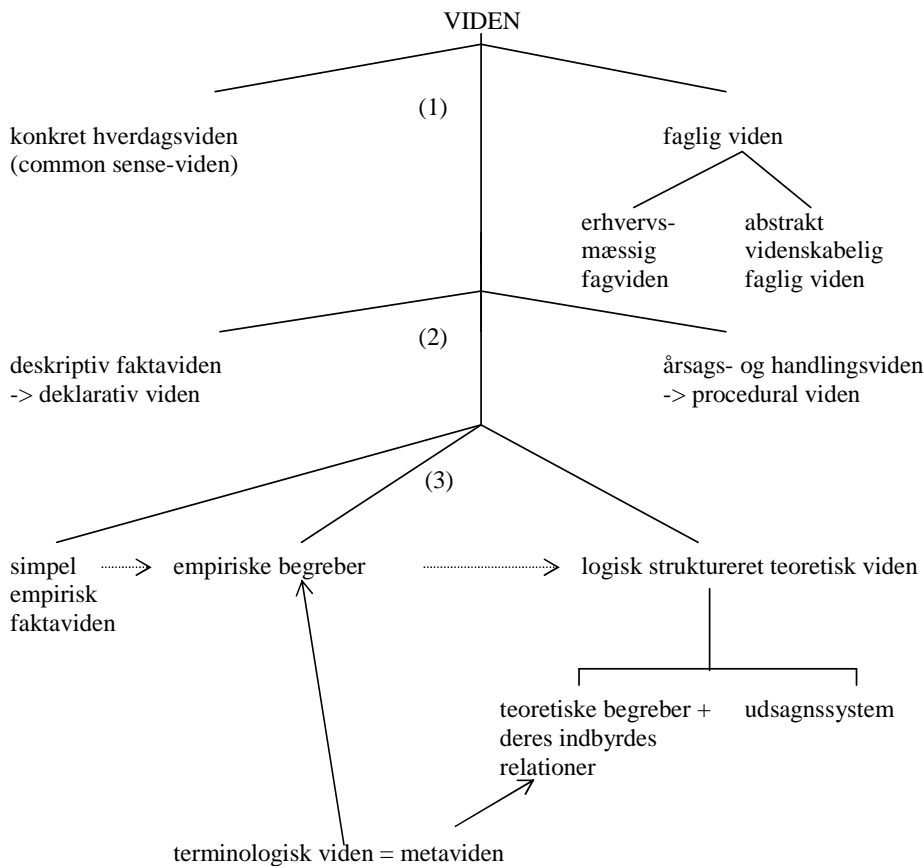 VIDEN
(1)
konkret hverdagsviden
(common sense-viden)
faglig viden
erhvervs-
mæssig
fagviden
abstrakt
videnskabelig
faglig viden
(2)
deskriptiv faktaviden
-> deklarativ viden
årsags- og handlingsviden
-> procedural viden
(3)
simpel
empirisk
faktaviden
empiriske begreber
logisk struktureret teoretisk viden
teoretiske begreber +
deres indbyrdes
relationer
udsagnssystem
terminologisk viden = metaviden